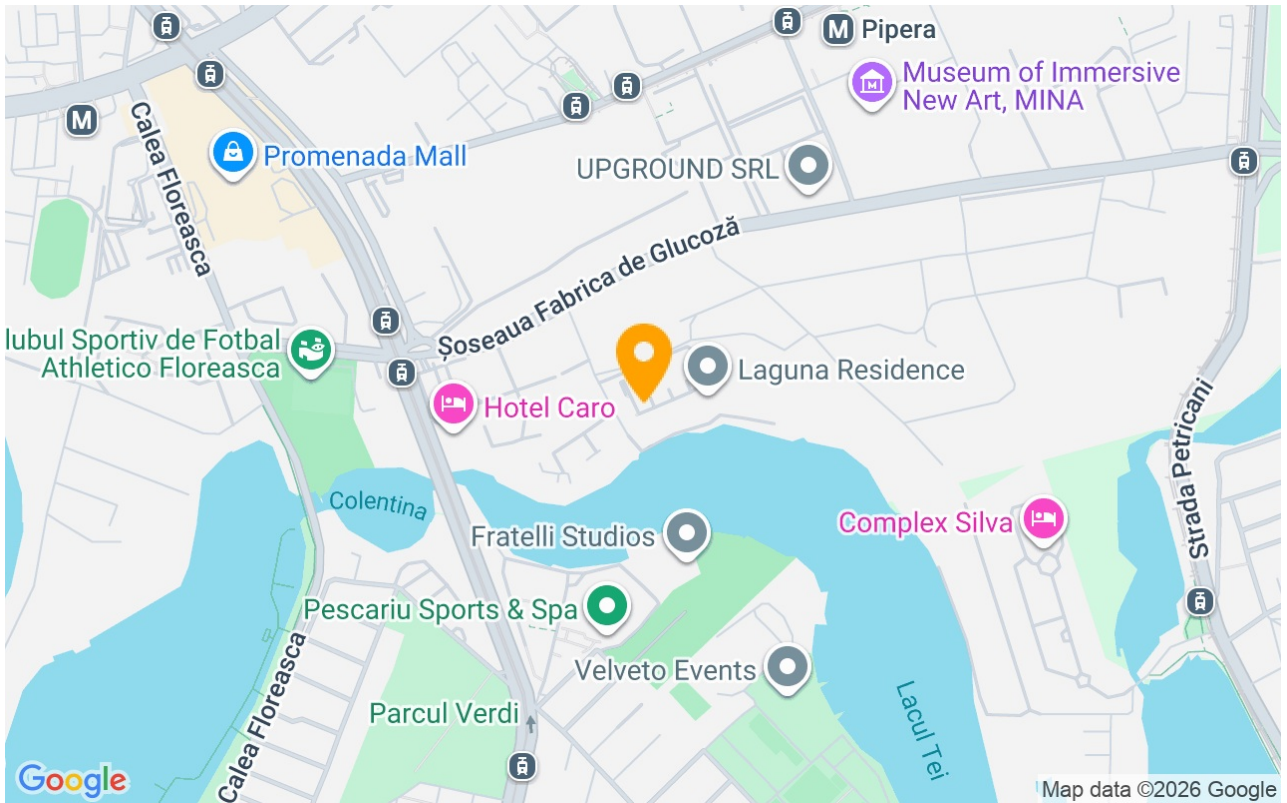 M Pipera
Museum of Immersive
New Art, MINA
M
Calea Floreasca
Promenada Mall
UPGROUND SRL
Șoseaua Fabrica de Glucoză
lubul Sportiv de Fotbal
Athletico Floreasca
Laguna Residence
Hotel Caro
Strada Petricani
Colentina
Complex Silva
Fratelli Studios
Pescariu Sports & Spa
Velveto Events
Calea Floreasca
Parcul Verdi
Lacul Tei
Google
Map data ©2026 Google